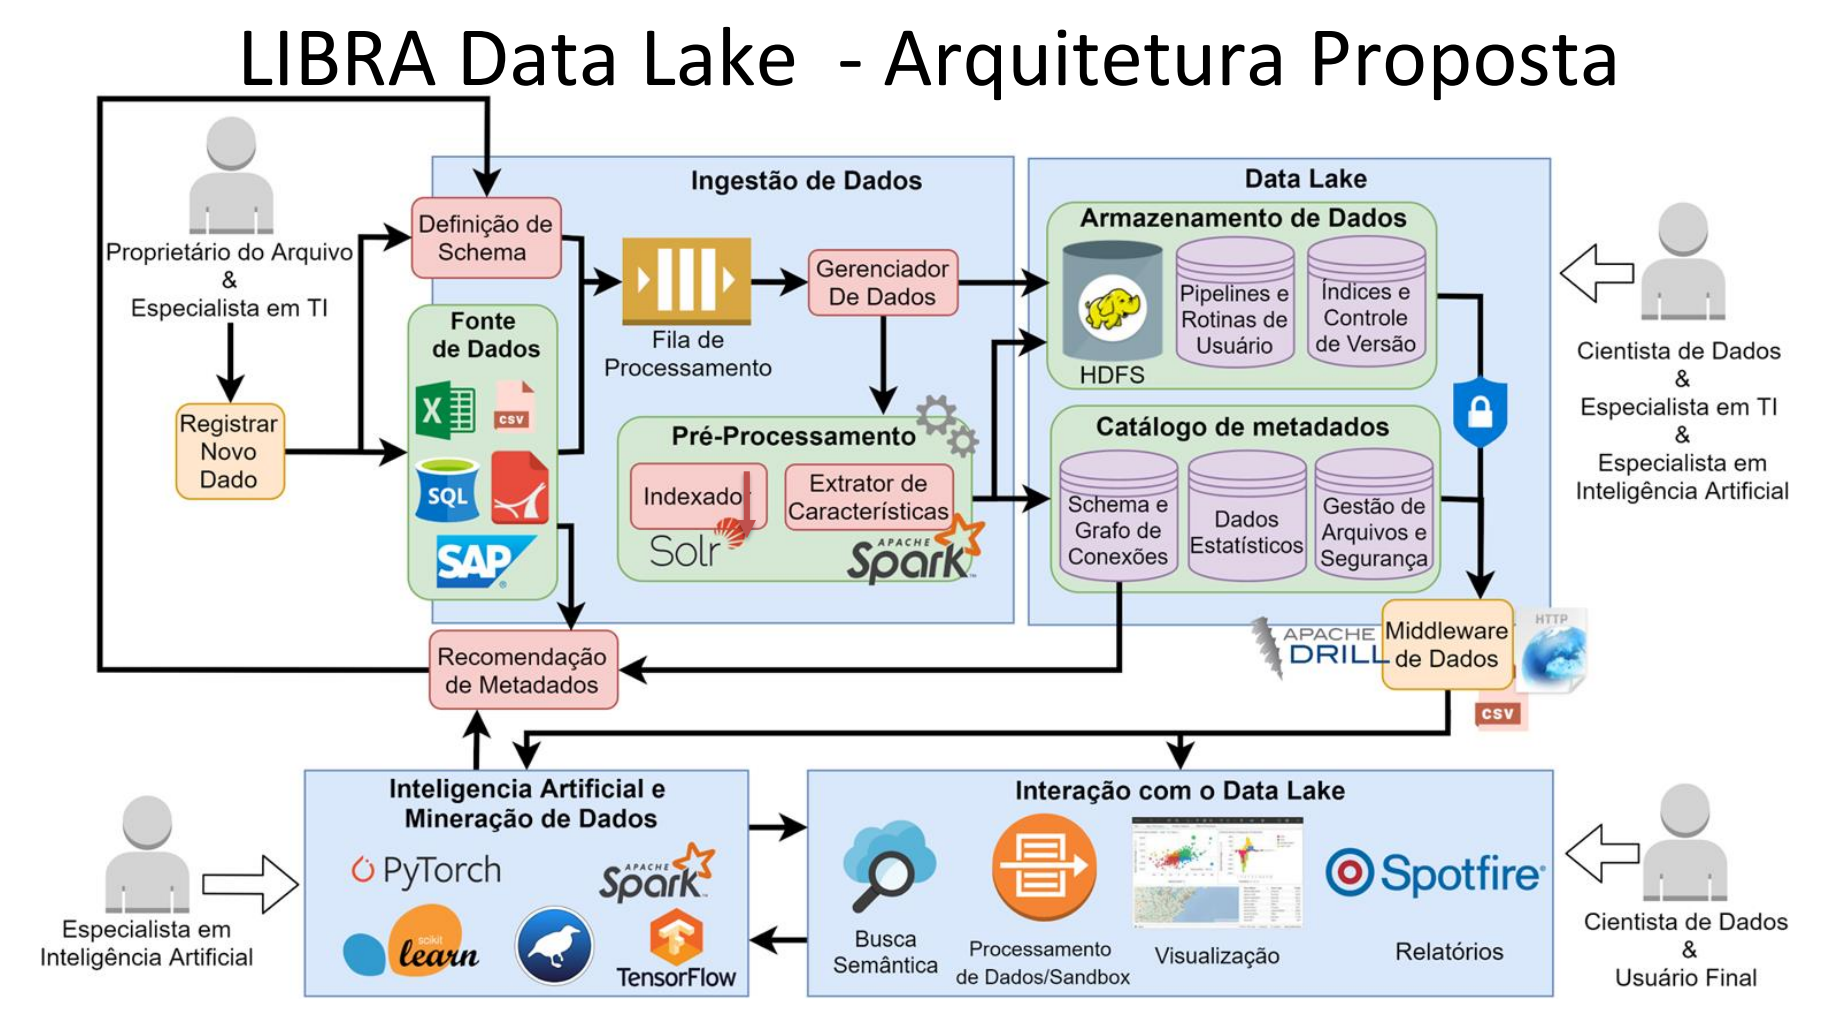 LIBRA Data Lake - Arquitetura Proposta
Proprietário do Arquivo
&
Especialista em TI
Registrar
Novo
Dado
Ingestão de Dados
Definição de
Schema
Fonte
de Dados
X
csv
SQL
SAP
Fila de
Processamento
Gerenciador
De Dados
Pré-Processamento
Indexador
Solr
Extrator de
Características
APACHE
Spark
Data Lake
Armazenamento de Dados
HDFS
Pipelines e
Rotinas de
Usuário
Índices e
Controle
de Versão
Catálogo de metadados
Schema e
Grafo de
Conexões
Dados
Estatísticos
Gestão de
Arquivos e
Segurança
Cientista de Dados
&
Especialista em TI
&
Especialista em
Inteligência Artificial
Recomendação
de Metadados
APACHE
DRILL
Middleware
de Dados
HTTP
csv
Especialista em
Inteligência Artificial
Inteligencia Artificial e
Mineração de Dados
PyTorch
APACHE
Spark
scikit
learn
TensorFlow
Interação com o Data Lake
Busca
Semântica
Processamento
de Dados/Sandbox
Visualização
Spotfire
Relatórios
Cientista de Dados
&
Usuário Final